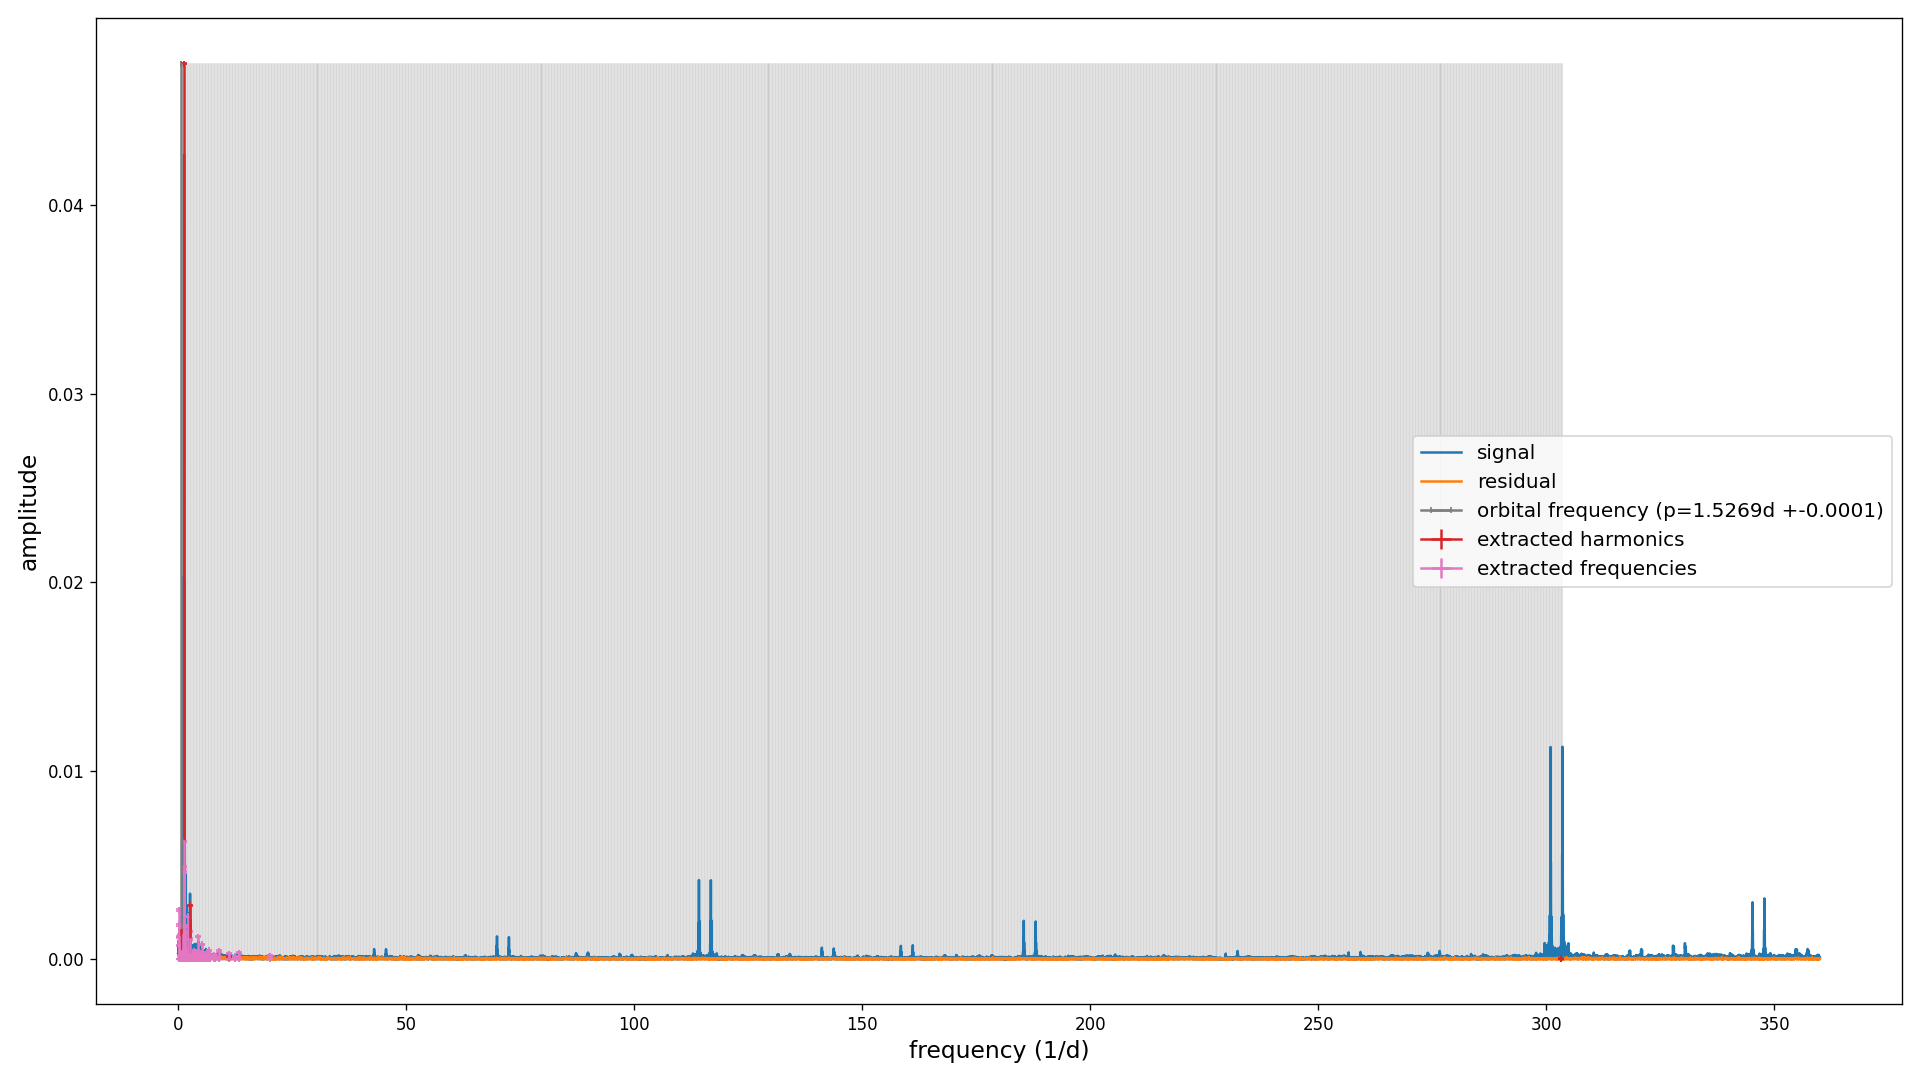 0.04
0.03
0.02
0.01
0.00
amplitude
signal
residual
orbital frequency (p=1.5269d +-0.0001)
extracted harmonics
extracted frequencies
0 50 100 150 200 250 300 350
frequency (1/d)